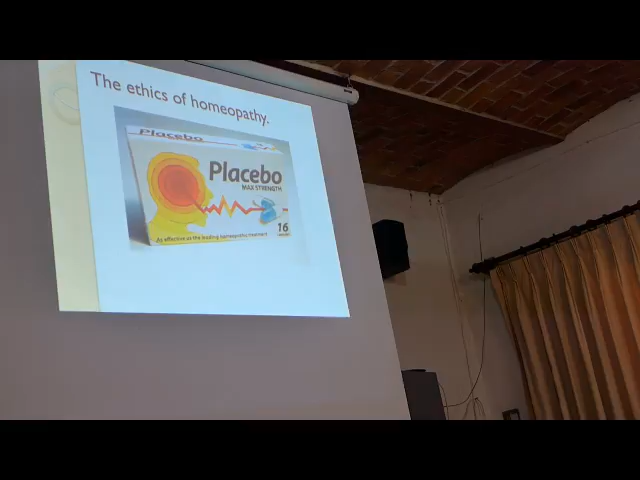 The ethics of homeopathy.
Placebo
Placebo
MAX STRENGTH
16
As effective as the leading homeopathic treatment